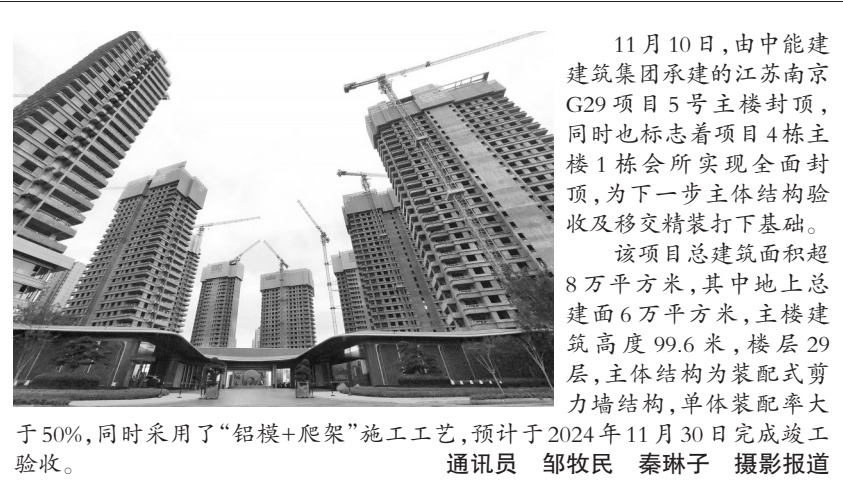 11月10日,由中能建
建筑集团承建的江苏南京
G29项目5号主楼封顶,
同时也标志着项目4栋主
楼1栋会所实现全面封
顶,为下一步主体结构验
收及移交精装打下基础。
该项目总建筑面积超
8万平方米,其中地上总
建面6万平方米,主楼建
筑高度99.6米,楼层29
层,主体结构为装配式剪
力墙结构,单体装配率大
于50%,同时采用了“铝模+爬架”施工工艺,预计于2024年11月30日完成竣工
验收。 通讯员 邹牧民 秦琳子 摄影报道